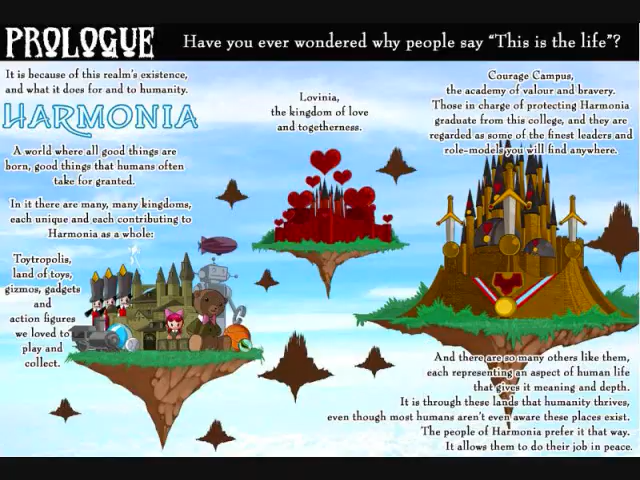 PROLOGUE
Have you ever wondered why people say "This is the life"?
It is because of this realm's existence,
and what it does for and to humanity.
HARMONIA
A world where all good things are
born, good things that humans often
take for granted.
In it there are many, many kingdoms,
each unique and each contributing to
Harmonia as a whole:
Toytropolis,
land of toys,
gizmos, gadgets
and
action figures
we loved to
play and
collect.
Lovinia,
the kingdom of love
and togetherness.
Courage Campus,
the academy of valour and bravery.
Those in charge of protecting Harmonia
graduate from this college, and they are
regarded as some of the finest leaders and
role-models you will find anywhere.
And there are so many others like them,
each representing an aspect of human life
that gives it meaning and depth.
It is through these lands that humanity thrives,
even though most humans aren't even aware these places exist.
The people of Harmonia prefer it that way.
It allows them to do their job in peace.